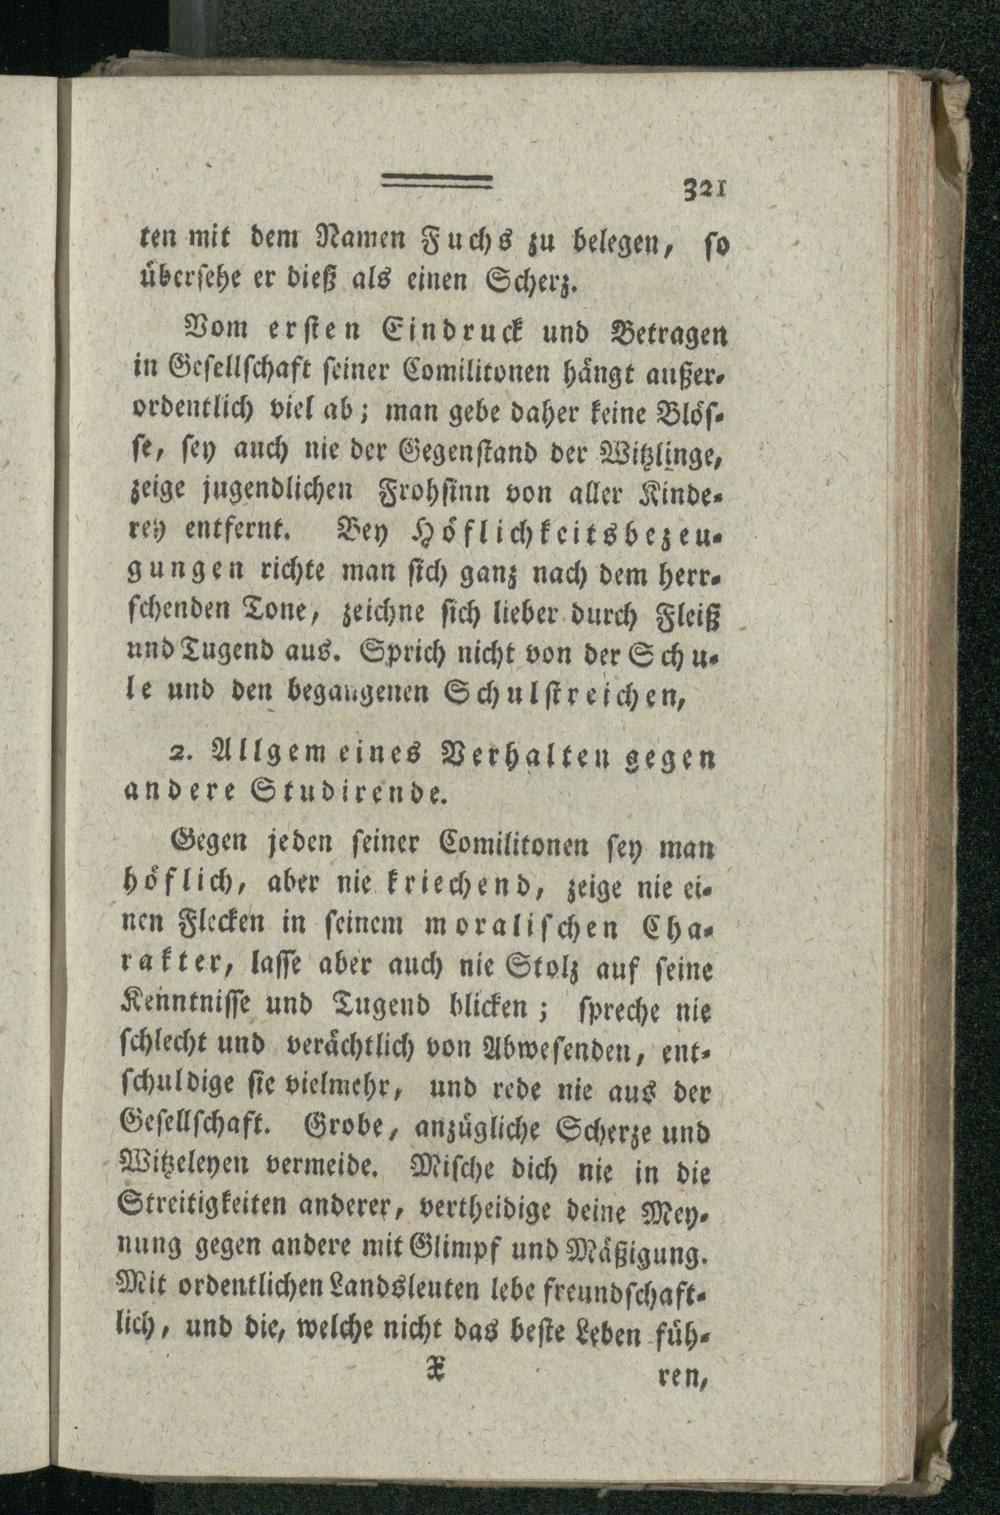 321
ten mit dem Namen Fuchs zu belegen, so
übersehe er dieß als einen Scherz.
Vom ersten Eindruck und Betragen
in Gesellschaft seiner Comilitonen hängt außer-
ordentlich viel ab; man gebe daher keine Blös-
se, sey auch nie der Gegenstand der Witzlinge,
zeige jugendlichen Frohsinn von aller Kinde-
rey entfernt. Bey Höflichkeitsbezeu-
gungen richte man sich ganz nach dem herr-
schenden Tone, zeichne sich lieber durch Fleiß
und Tugend aus. Sprich nicht von der Schu-
le und den begangenen Schulstreichen,
2. Allgemeines Verhalten gegen
andere Studirende.
Gegen jeden seiner Comilitonen sey man
höflich, aber nie kriechend, zeige nie ei-
nen Flecken in seinem moralischen Cha-
rakter, lasse aber auch nie Stolz auf seine
Kenntnisse und Tugend blicken; spreche nie
schlecht und verächtlich von Abwesenden, ent-
schuldige sie vielmehr, und rede nie aus der
Gesellschaft. Grobe, anzügliche Scherze und
Witzeleyen vermeide. Mische dich nie in die
Streitigkeiten anderer, vertheidige deine Mey-
nung gegen andere mit Glimpf und Mäßigung.
Mit ordentlichen Landsleuten lebe freundschaft-
lich, und die, welche nicht das beste Leben füh-
X ren,